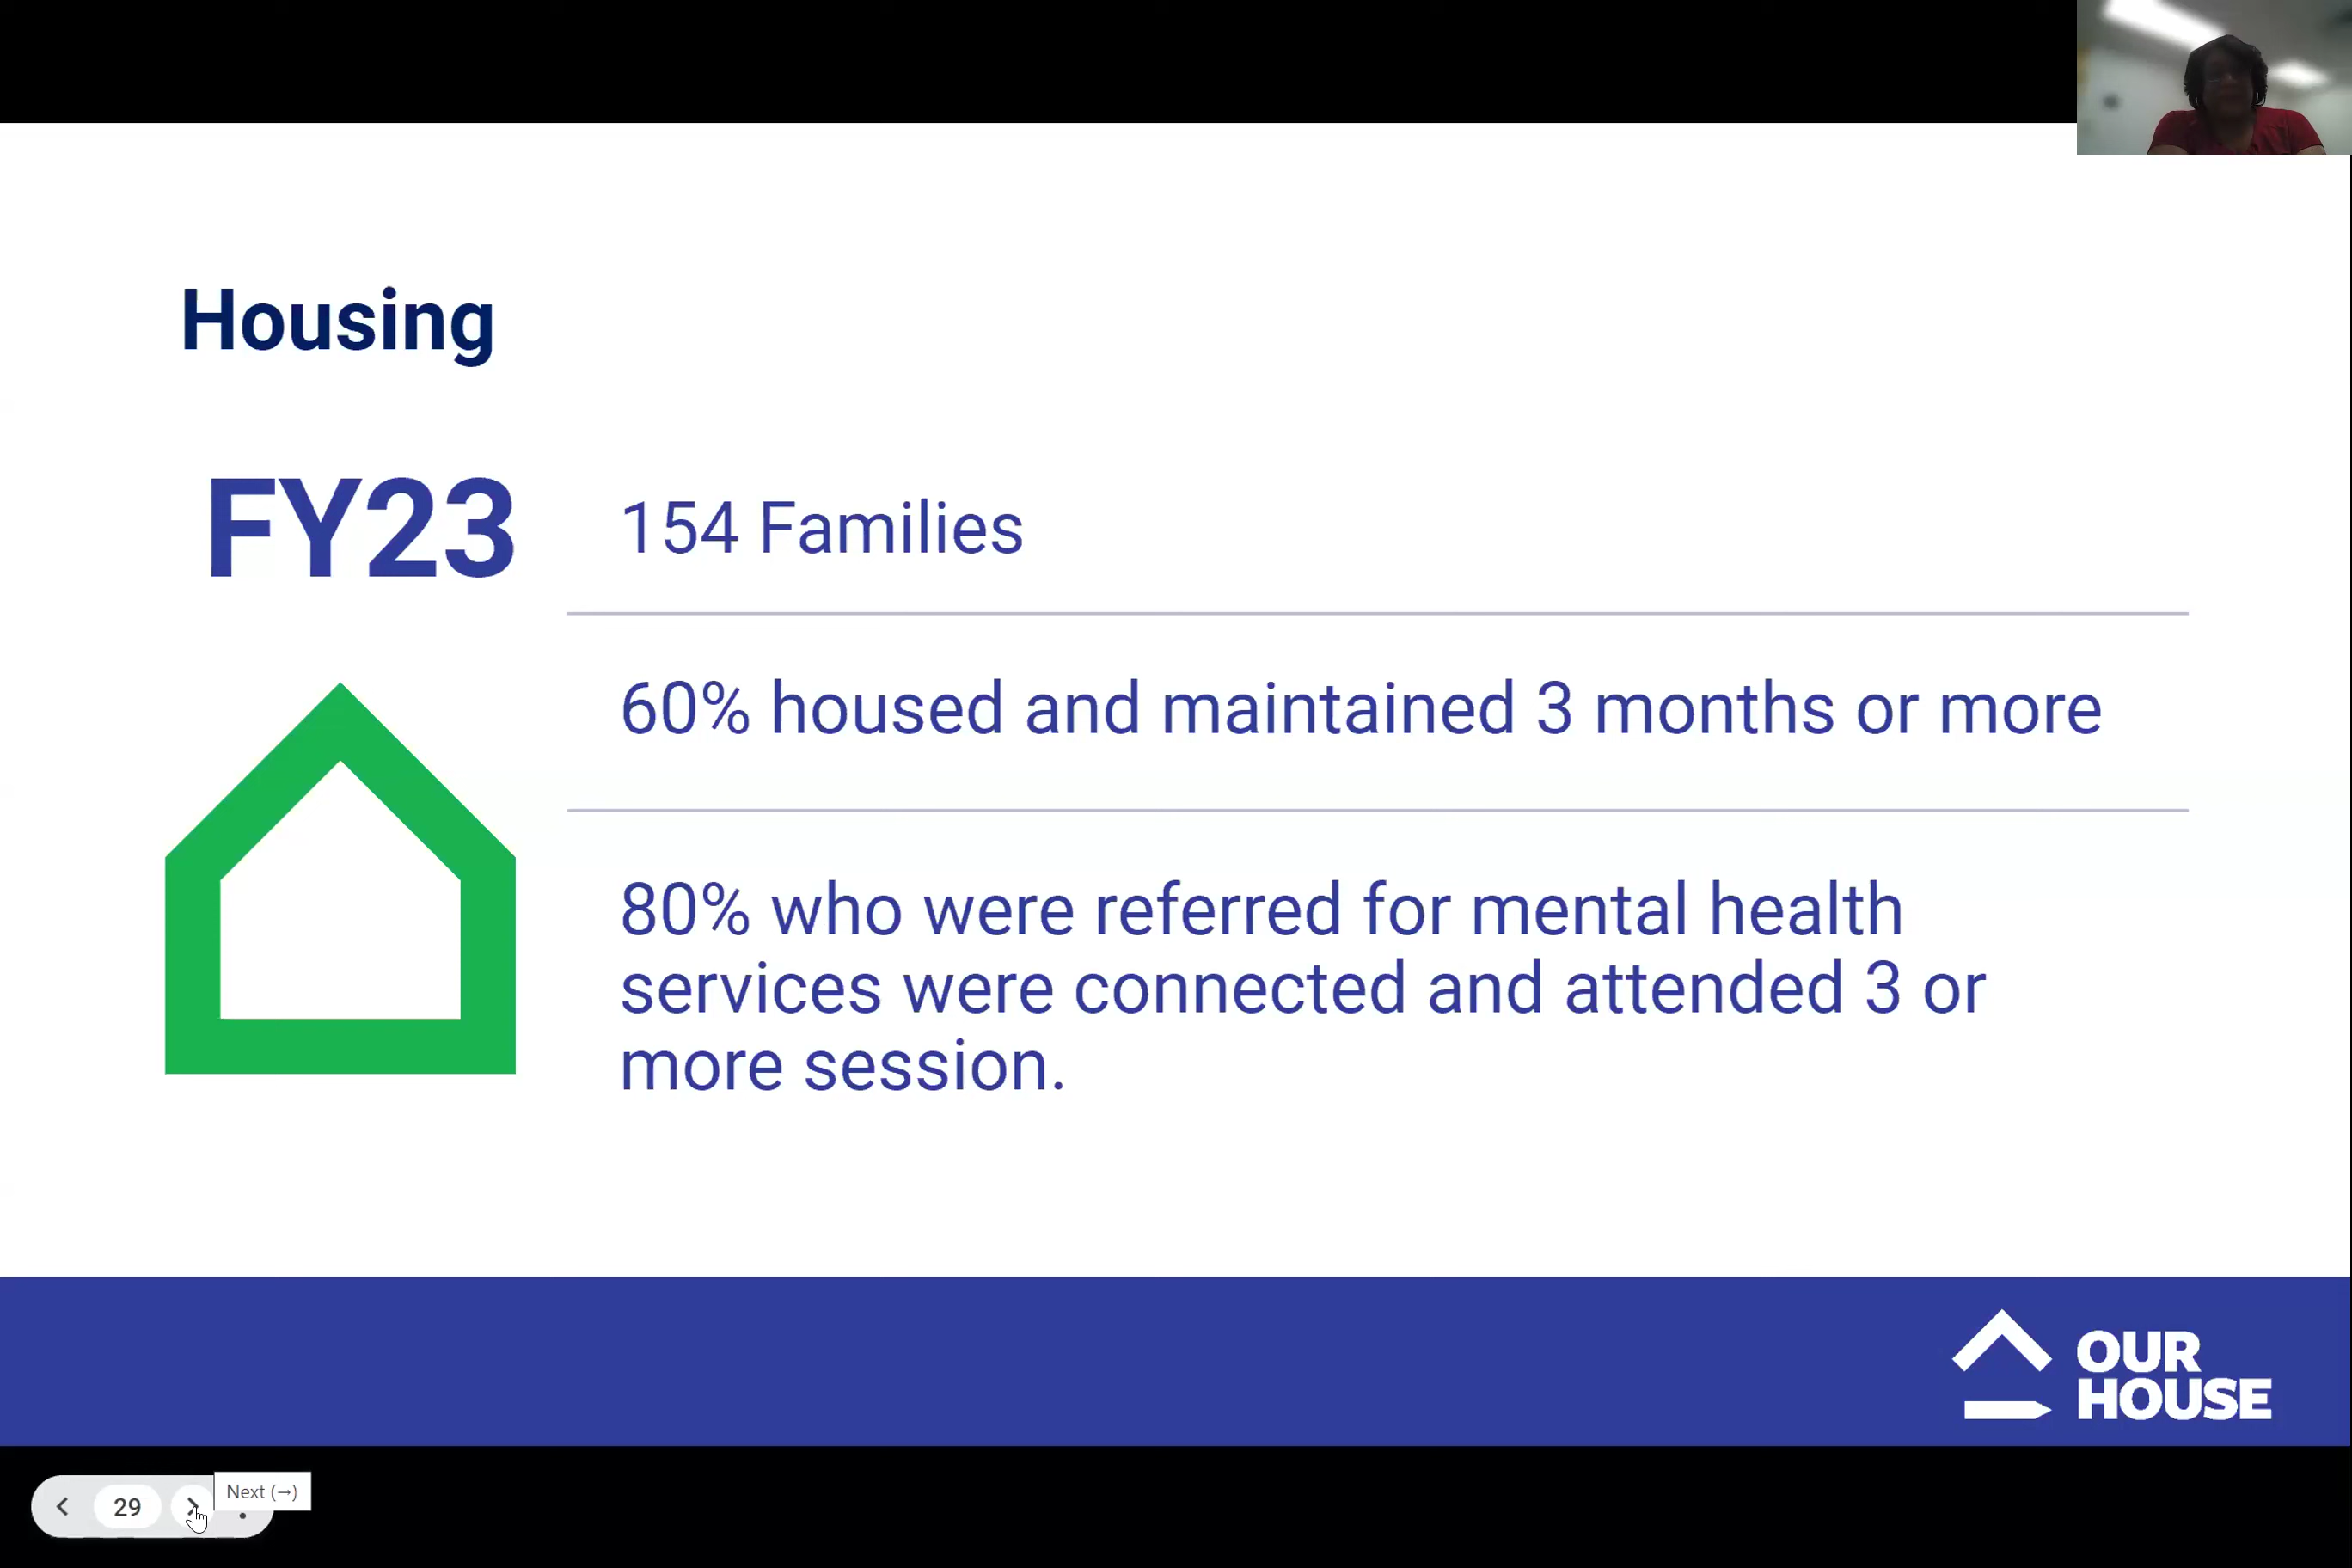 Housing
FY23
154 Families
60% housed and maintained 3 months or more
80% who were referred for mental health
services were connected and attended 3 or
more session.
OUR
HOUSE
29
Next (→)